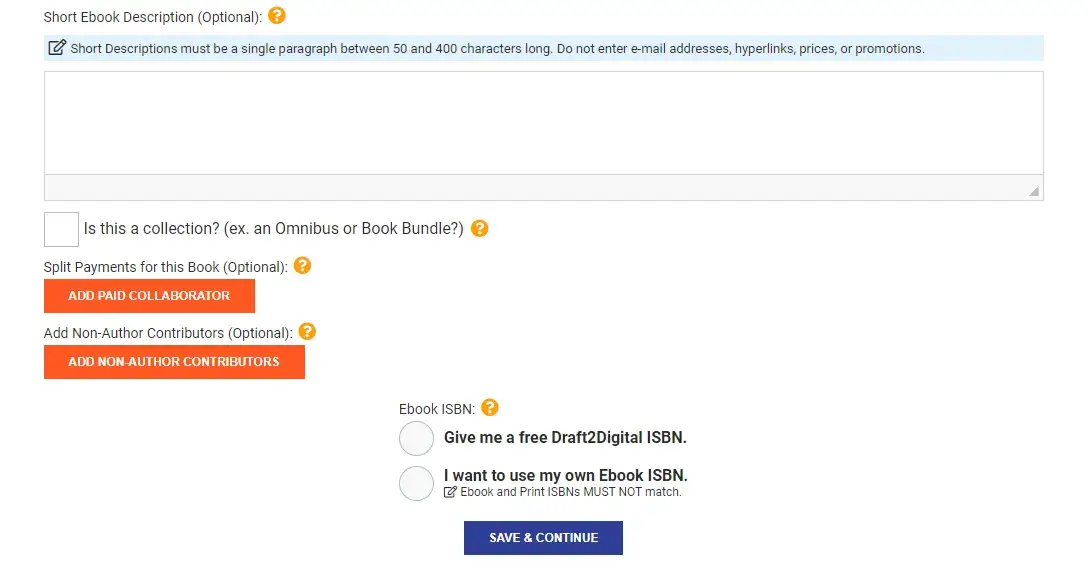 Short Ebook Description (Optional): ?
Short Descriptions must be a single paragraph between 50 and 400 characters long. Do not enter e-mail addresses, hyperlinks, prices, or promotions.
Is this a collection? (ex. an Omnibus or Book Bundle?) ?
Split Payments for this Book (Optional): ?
ADD PAID COLLABORATOR
Add Non-Author Contributors (Optional): ?
ADD NON-AUTHOR CONTRIBUTORS
Ebook ISBN: ?
Give me a free Draft2Digital ISBN.
I want to use my own Ebook ISBN.
Ebook and Print ISBNs MUST NOT match.
SAVE & CONTINUE